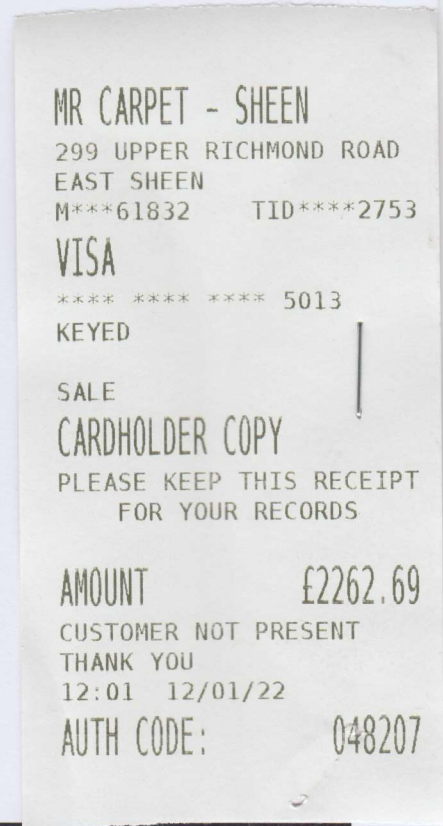 MR CARPET - SHEEN
299 UPPER RICHMOND ROAD
EAST SHEEN
M***61832 TID****2753
VISA
**** **** **** 5013
KEYED
SALE
CARDHOLDER COPY
PLEASE KEEP THIS RECEIPT
FOR YOUR RECORDS
AMOUNT £2262.69
CUSTOMER NOT PRESENT
THANK YOU
12:01 12/01/22
AUTH CODE: 048207